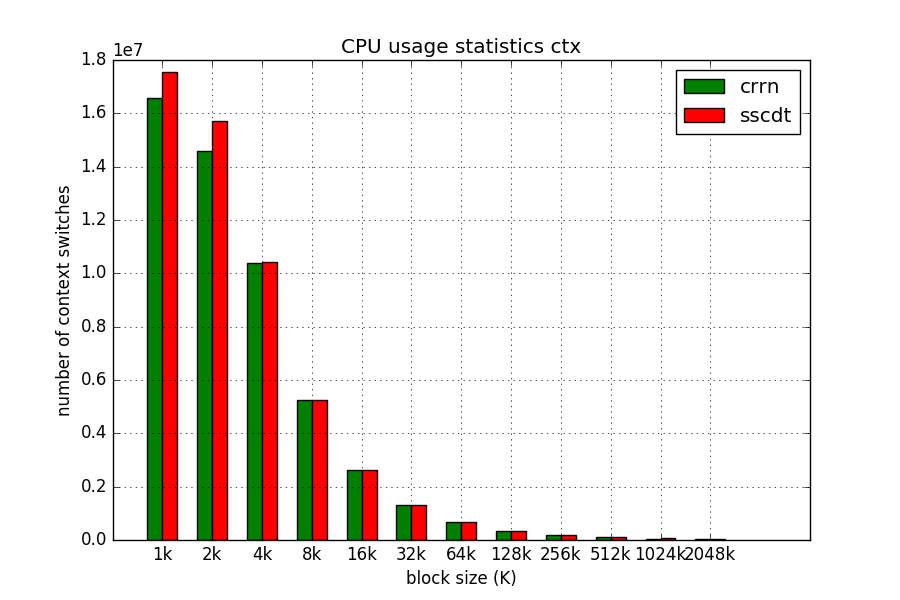 CPU usage statistics ctx
1e7
1.8
1.6
1.4
1.2
1.0
0.8
0.6
0.4
0.2
0.0
number of context switches
crrn
sscdt
1k 2k 4k 8k 16k 32k 64k 128k 256k 512k 1024k 2048k
block size (K)